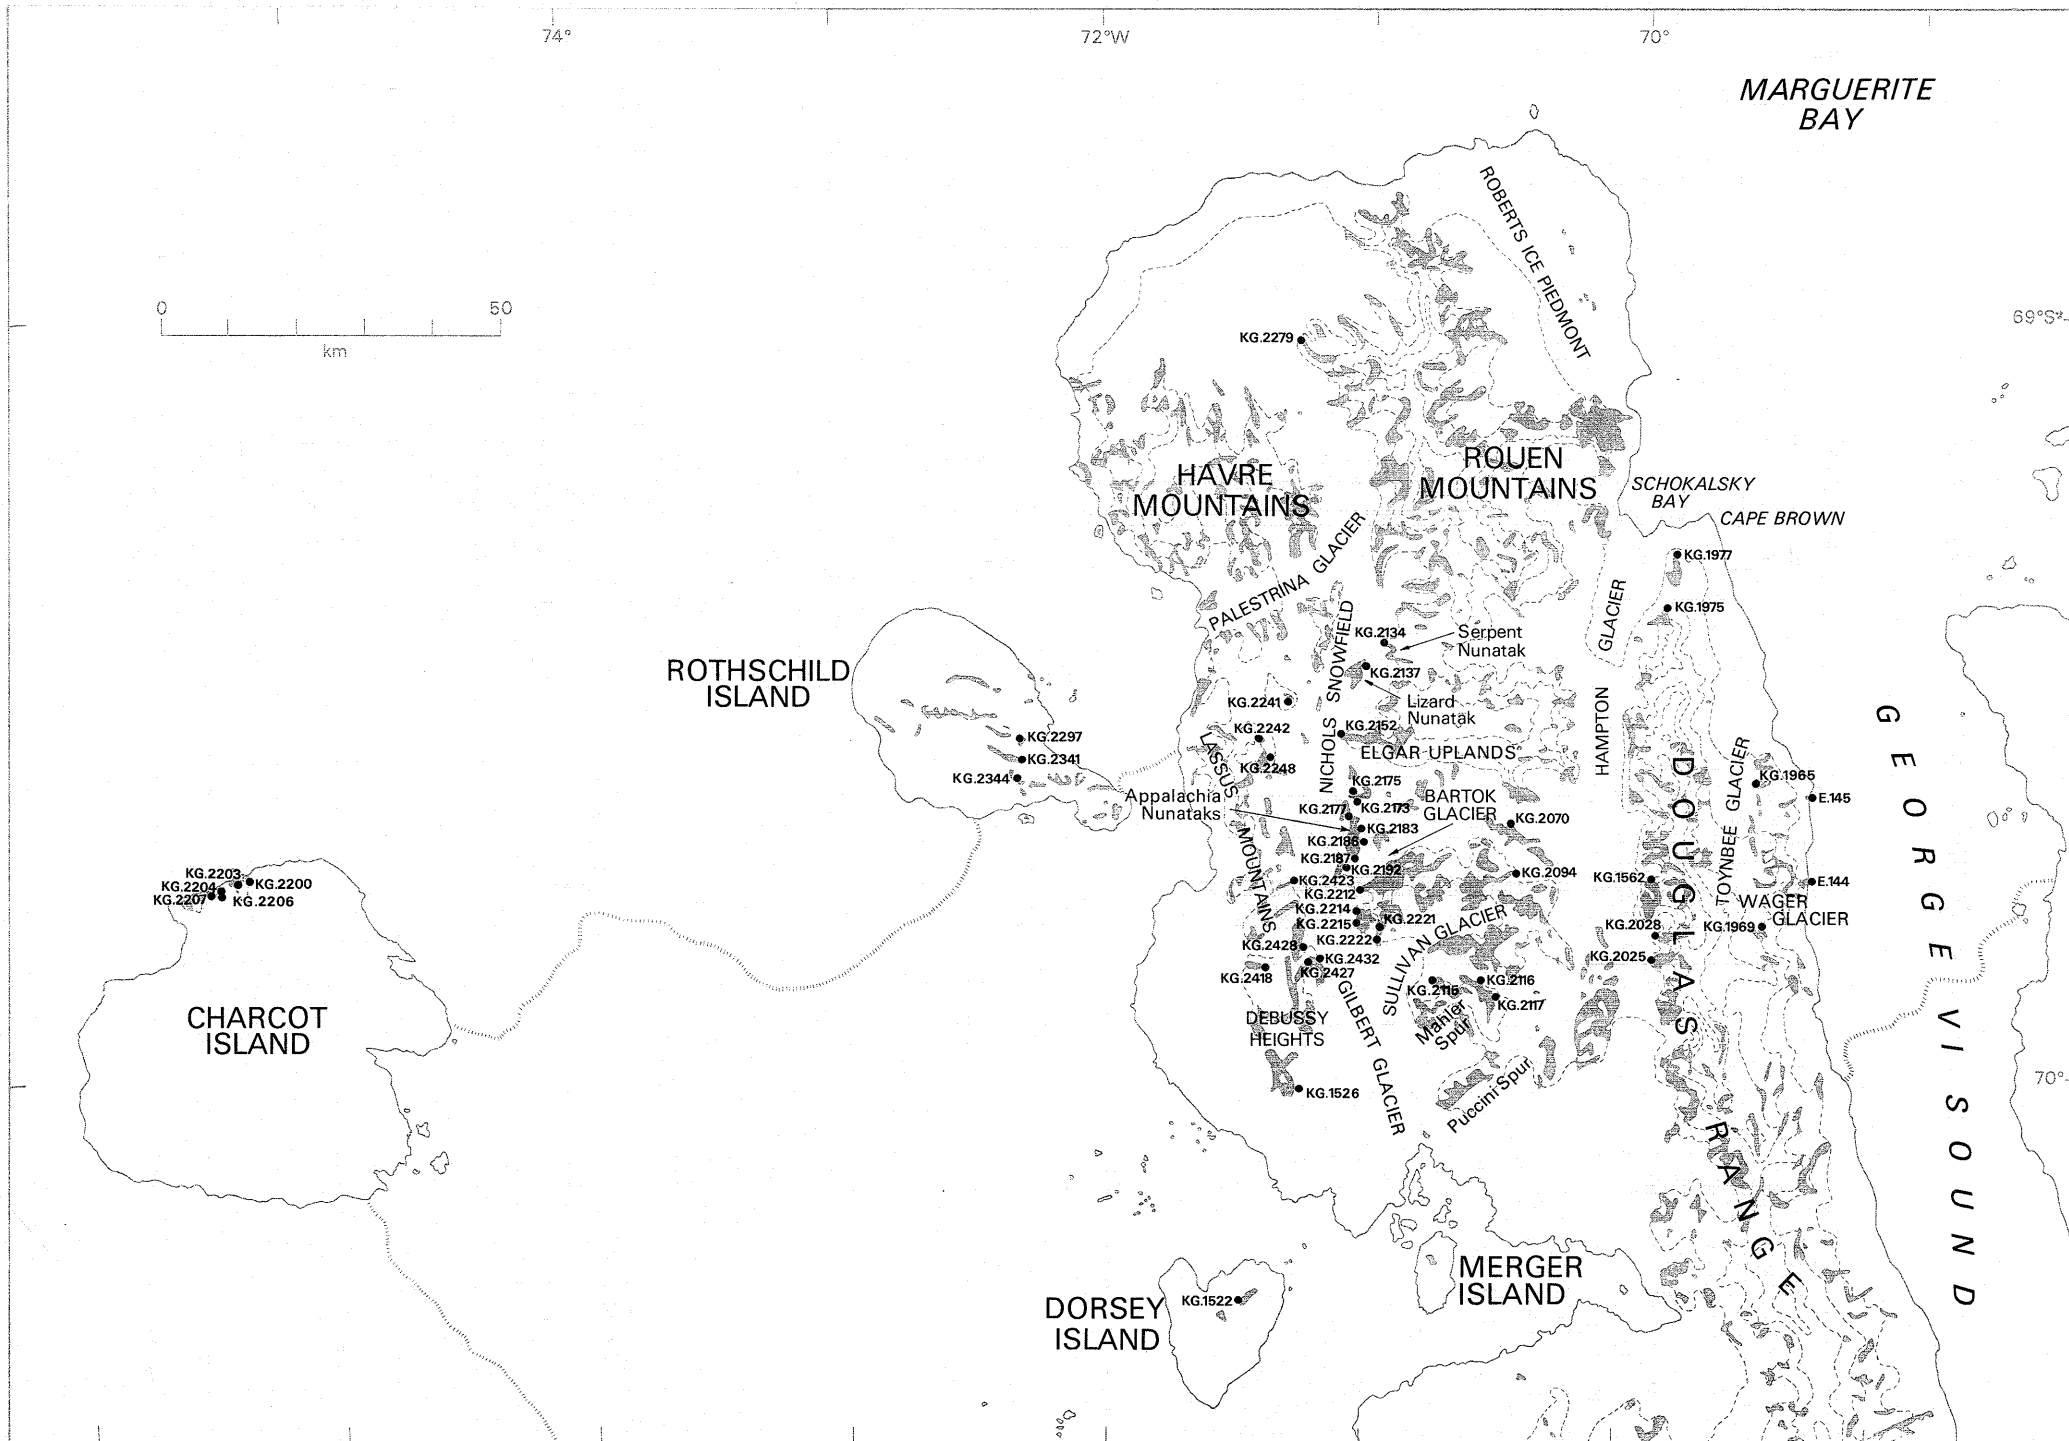 74°
72°W
70°
MARGUERITE
BAY
ROBERTS ICE PIEDMONT
0
50
km
69°S
KG.2279
HAVRE
MOUNTAINS
ROUEN
MOUNTAINS
SCHOKALSKY
BAY
CAPE BROWN
PALESTRINA GLACIER
KG.1977
KG.1975
HAMPTON GLACIER
NICHOLS SNOWFIELD
KG.2134
Serpent
Nunatak
KG.2137
Lizard
Nunatak
ROTHSCHILD
ISLAND
KG.2241
KG.2242
KG.2248
KG.2152
ELGAR UPLANDS
KG.2297
KG.2341
KG.2344
LASSUS MOUNTAINS
Appalachia
Nunataks
KG.2175
KG.2177
KG.2173
BARTOK
GLACIER
KG.2183
KG.2186
KG.2187
KG.2192
KG.2070
KG.2094
KG.1965
E.145
TOYNBEE GLACIER
DOUGLAS RANGE
GEORGE VI SOUND
KG.1562
E.144
WAGER
GLACIER
KG.2203
KG.2204
KG.2200
KG.2207
KG.2206
KG.2423
KG.2212
KG.2214
KG.2215
KG.2221
KG.2222
SULLIVAN GLACIER
KG.2028
KG.1969
KG.2025
KG.2428
KG.2432
KG.2427
KG.2418
KG.2115
KG.2116
KG.2117
Mahler
Spur
DEBUSSY
HEIGHTS
GILBERT GLACIER
CHARCOT
ISLAND
KG.1526
Puccini Spur
70°
MERGER
ISLAND
DORSEY
ISLAND
KG.1522